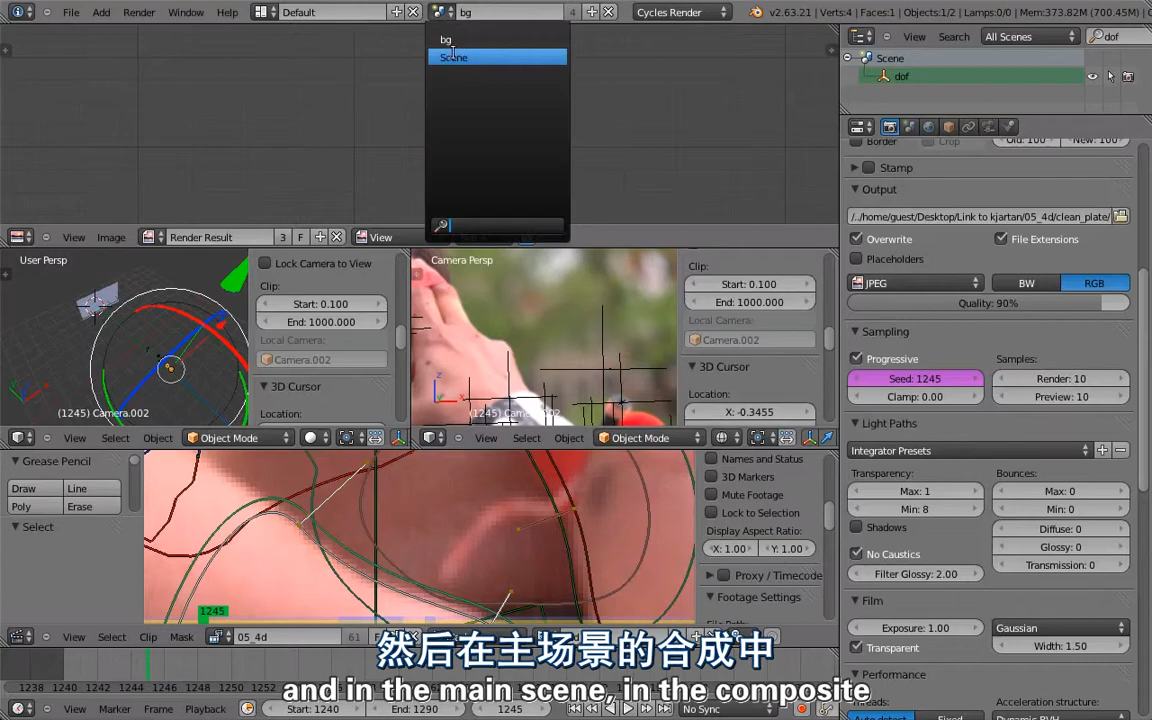 File Add Render Window Help Default bg 4 Cycles Render v2.63.21 | Verts:4 | Faces:1 | Objects:1/2 | Lamps:0/0 | Mem:373.82M (700.45M)
bg
Scene
View Search All Scenes dof
Scene
dof
Border Crop Old: 100 New: 100
Stamp
Output
/../home/guest/Desktop/Link to kjartan/05_4d/clean_plate/
Overwrite File Extensions
Placeholders
JPEG BW RGB
Quality: 90%
Sampling
Progressive Samples:
Seed: 1245 Render: 10
Clamp: 0.00 Preview: 10
Light Paths
Integrator Presets
Transparency: Bounces:
Max: 1 Max: 0
Min: 8 Min: 0
Shadows Diffuse: 0
No Caustics Glossy: 0
Filter Glossy: 2.00 Transmission: 0
Film
Exposure: 1.00 Gaussian
Transparent Width: 1.50
Performance
Acceleration structure:
View Image Render Result 3 F View
User Persp
Lock Camera to View
Clip:
Start: 0.100
End: 1000.000
Local Camera:
Camera.002
3D Cursor
Location:
(1245) Camera.002
View Select Object Object Mode
Camera Persp
Clip:
Start: 0.100
End: 1000.000
Local Camera:
Camera.002
3D Cursor
Location:
X: -0.3455
View Select Object Object Mode
Grease Pencil
Draw Line
Poly Erase
Select
1245
Names and Status
3D Markers
Mute Footage
Lock to Selection
Display Aspect Ratio:
X: 1.00 Y: 1.00
Proxy / Timecode
Footage Settings
View Select Clip Mask 05_4d 61
然后在主场景的合成中
and in the main scene, in the composite
1238 1240 1242 1244 1246 1248 1250 1252
View Marker Frame Playback Start: 1240 End: 1290 1245 No Sync